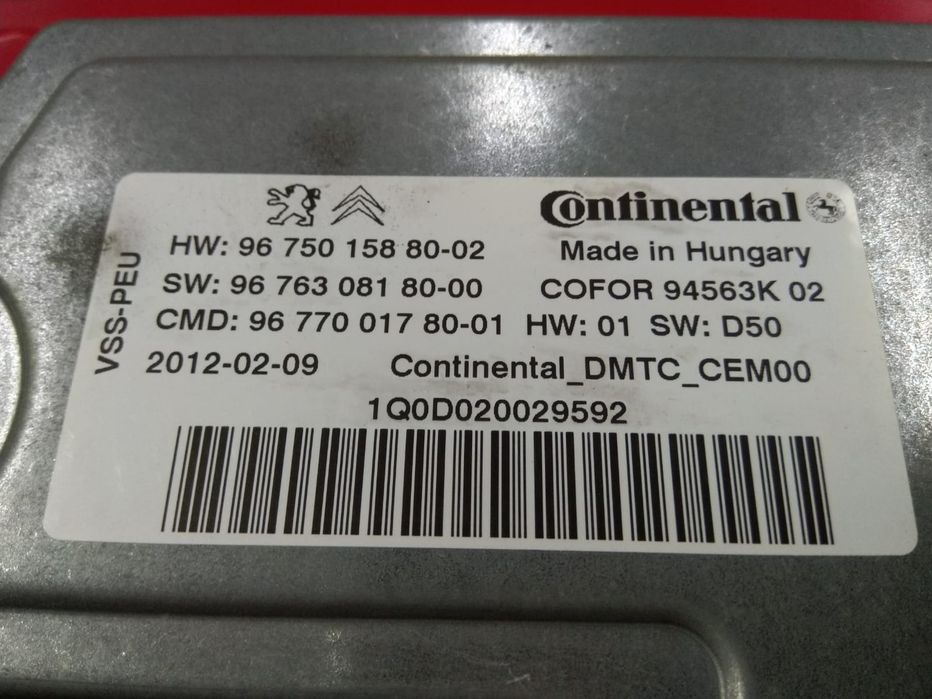 Continental
HW: 96 750 158 80-02
Made in Hungary
SW: 96 763 081 80-00
COFOR 94563K 02
CMD: 96 770 017 80-01 HW: 01 SW: D50
2012-02-09
Continental_DMTC_CEM00
1Q0D020029592
VSS-PEU